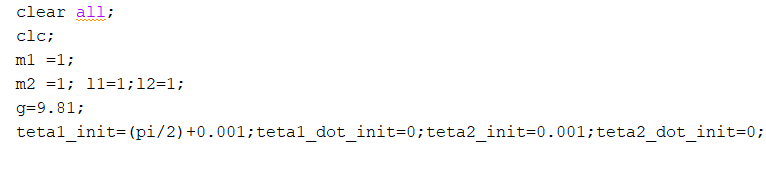 clear all;
clc;
m1 =1;
m2 =1; l1=1;l2=1;
g=9.81;
teta1_init=(pi/2)+0.001;teta1_dot_init=0;teta2_init=0.001;teta2_dot_init=0;